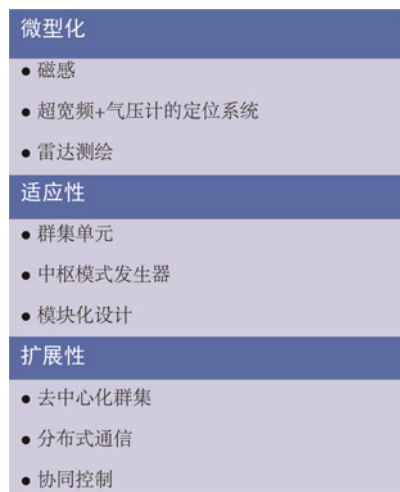 微型化
● 磁感
● 超宽频+气压计的定位系统
● 雷达测绘
适应性
● 群集单元
● 中枢模式发生器
● 模块化设计
扩展性
● 去中心化群集
● 分布式通信
● 协同控制